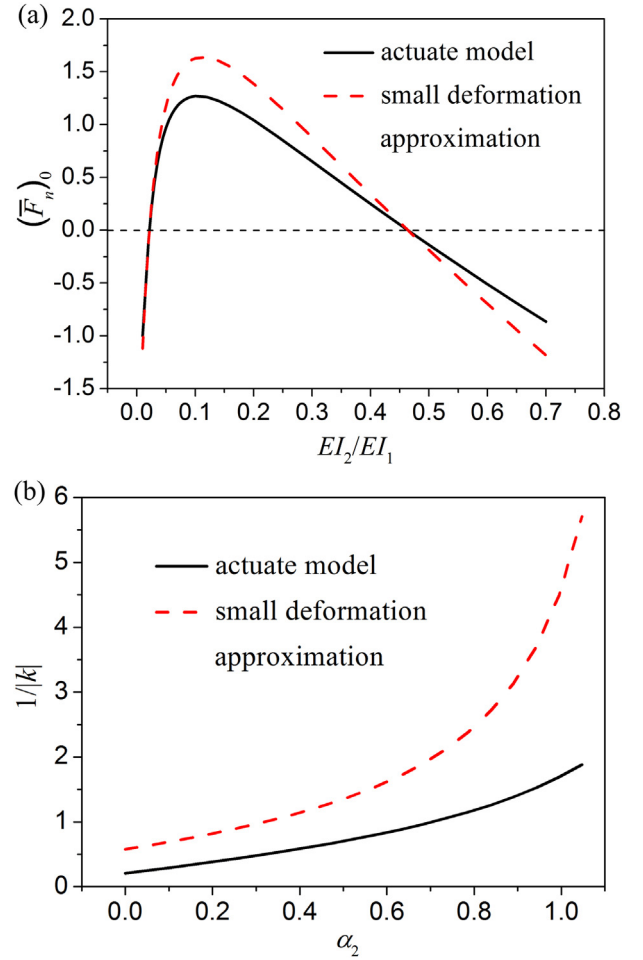 (a)
2.0
1.5
1.0
0.5
0.0
-0.5
-1.0
-1.5
(F̅n)0
actuate model
small deformation
approximation
0.0 0.1 0.2 0.3 0.4 0.5 0.6 0.7 0.8
EI2/EI1
(b)
6
5
4
3
2
1
0
1/|k|
actuate model
small deformation
approximation
0.0 0.2 0.4 0.6 0.8 1.0
α2